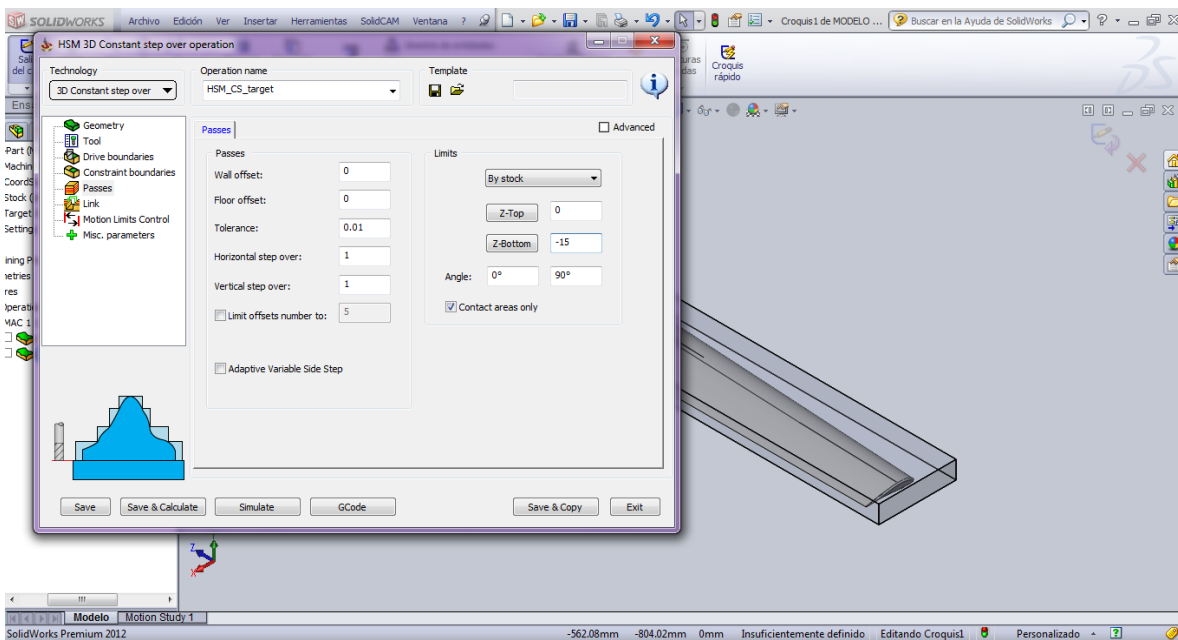 SOLIDWORKS Archivo Edición Ver Insertar Herramientas SolidCAM Ventana ? Croquis1 de MODELO ... Buscar en la Ayuda de SolidWorks ?
HSM 3D Constant step over operation
Technology Operation name Template
3D Constant step over HSM_CS_target
Croquis
rápido
Geometry
Tool
Drive boundaries
Constraint boundaries
Passes
Link
Motion Limits Control
Misc. parameters
Passes Advanced
Passes
Wall offset: 0
Floor offset: 0
Tolerance: 0.01
Horizontal step over: 1
Vertical step over: 1
Limit offsets number to: 5
Adaptive Variable Side Step
Limits
By stock
Z-Top 0
Z-Bottom -15
Angle: 0° 90°
Contact areas only
Save Save & Calculate Simulate GCode Save & Copy Exit
Z
X
Modelo Motion Study 1
SolidWorks Premium 2012 -562.08mm -804.02mm 0mm Insuficientemente definido Editando Croquis1 Personalizado ?